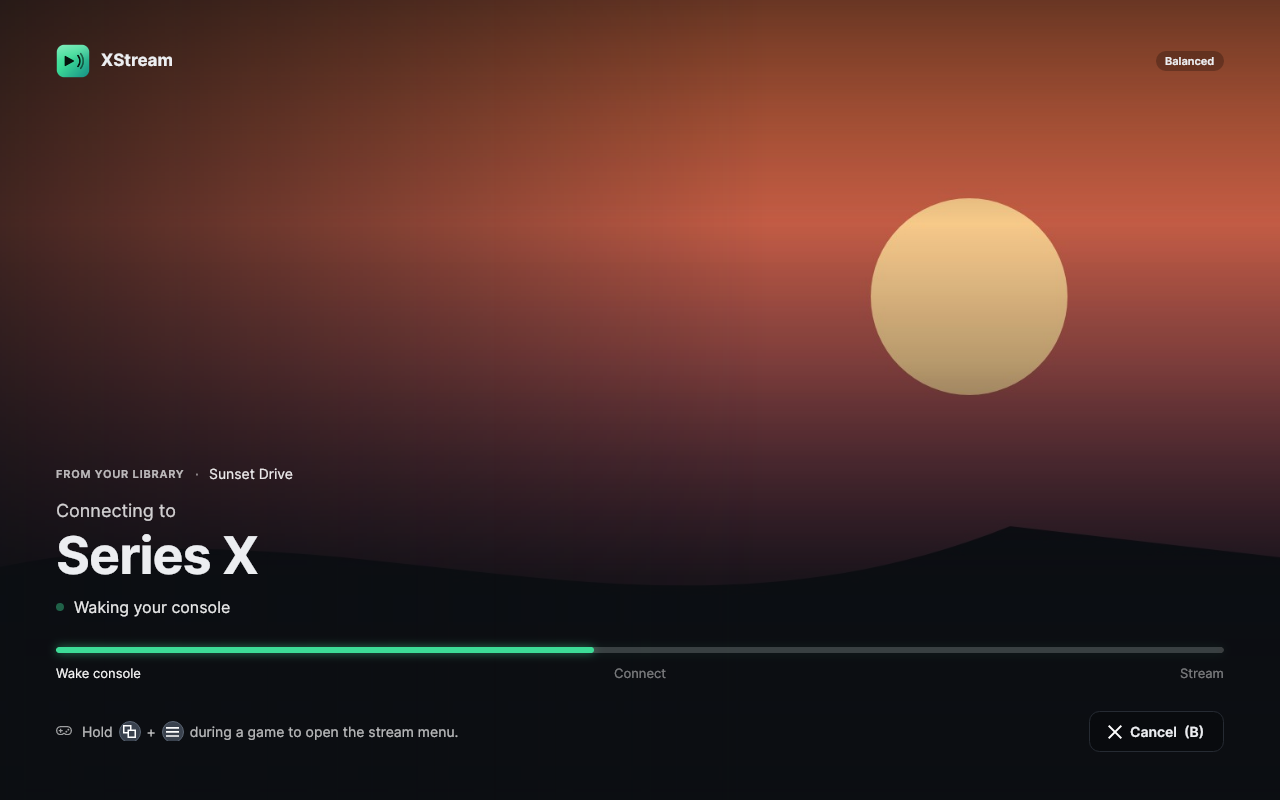 XStream
Balanced
FROM YOUR LIBRARY · Sunset Drive
Connecting to
Series X
Waking your console
Wake console
Connect
Stream
Hold + during a game to open the stream menu.
Cancel (B)